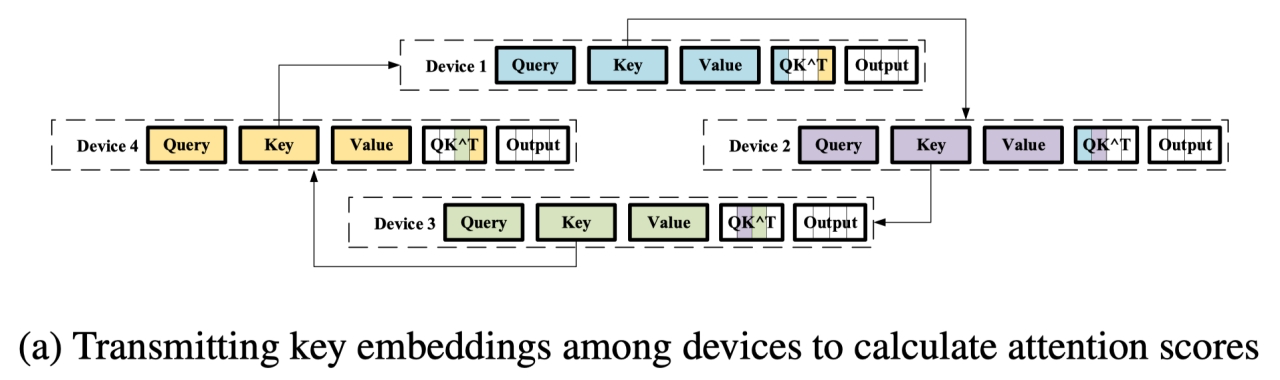 Device 1 Query Key Value QK^T Output
Device 4 Query Key Value QK^T Output
Device 2 Query Key Value QK^T Output
Device 3 Query Key Value QK^T Output
(a) Transmitting key embeddings among devices to calculate attention scores